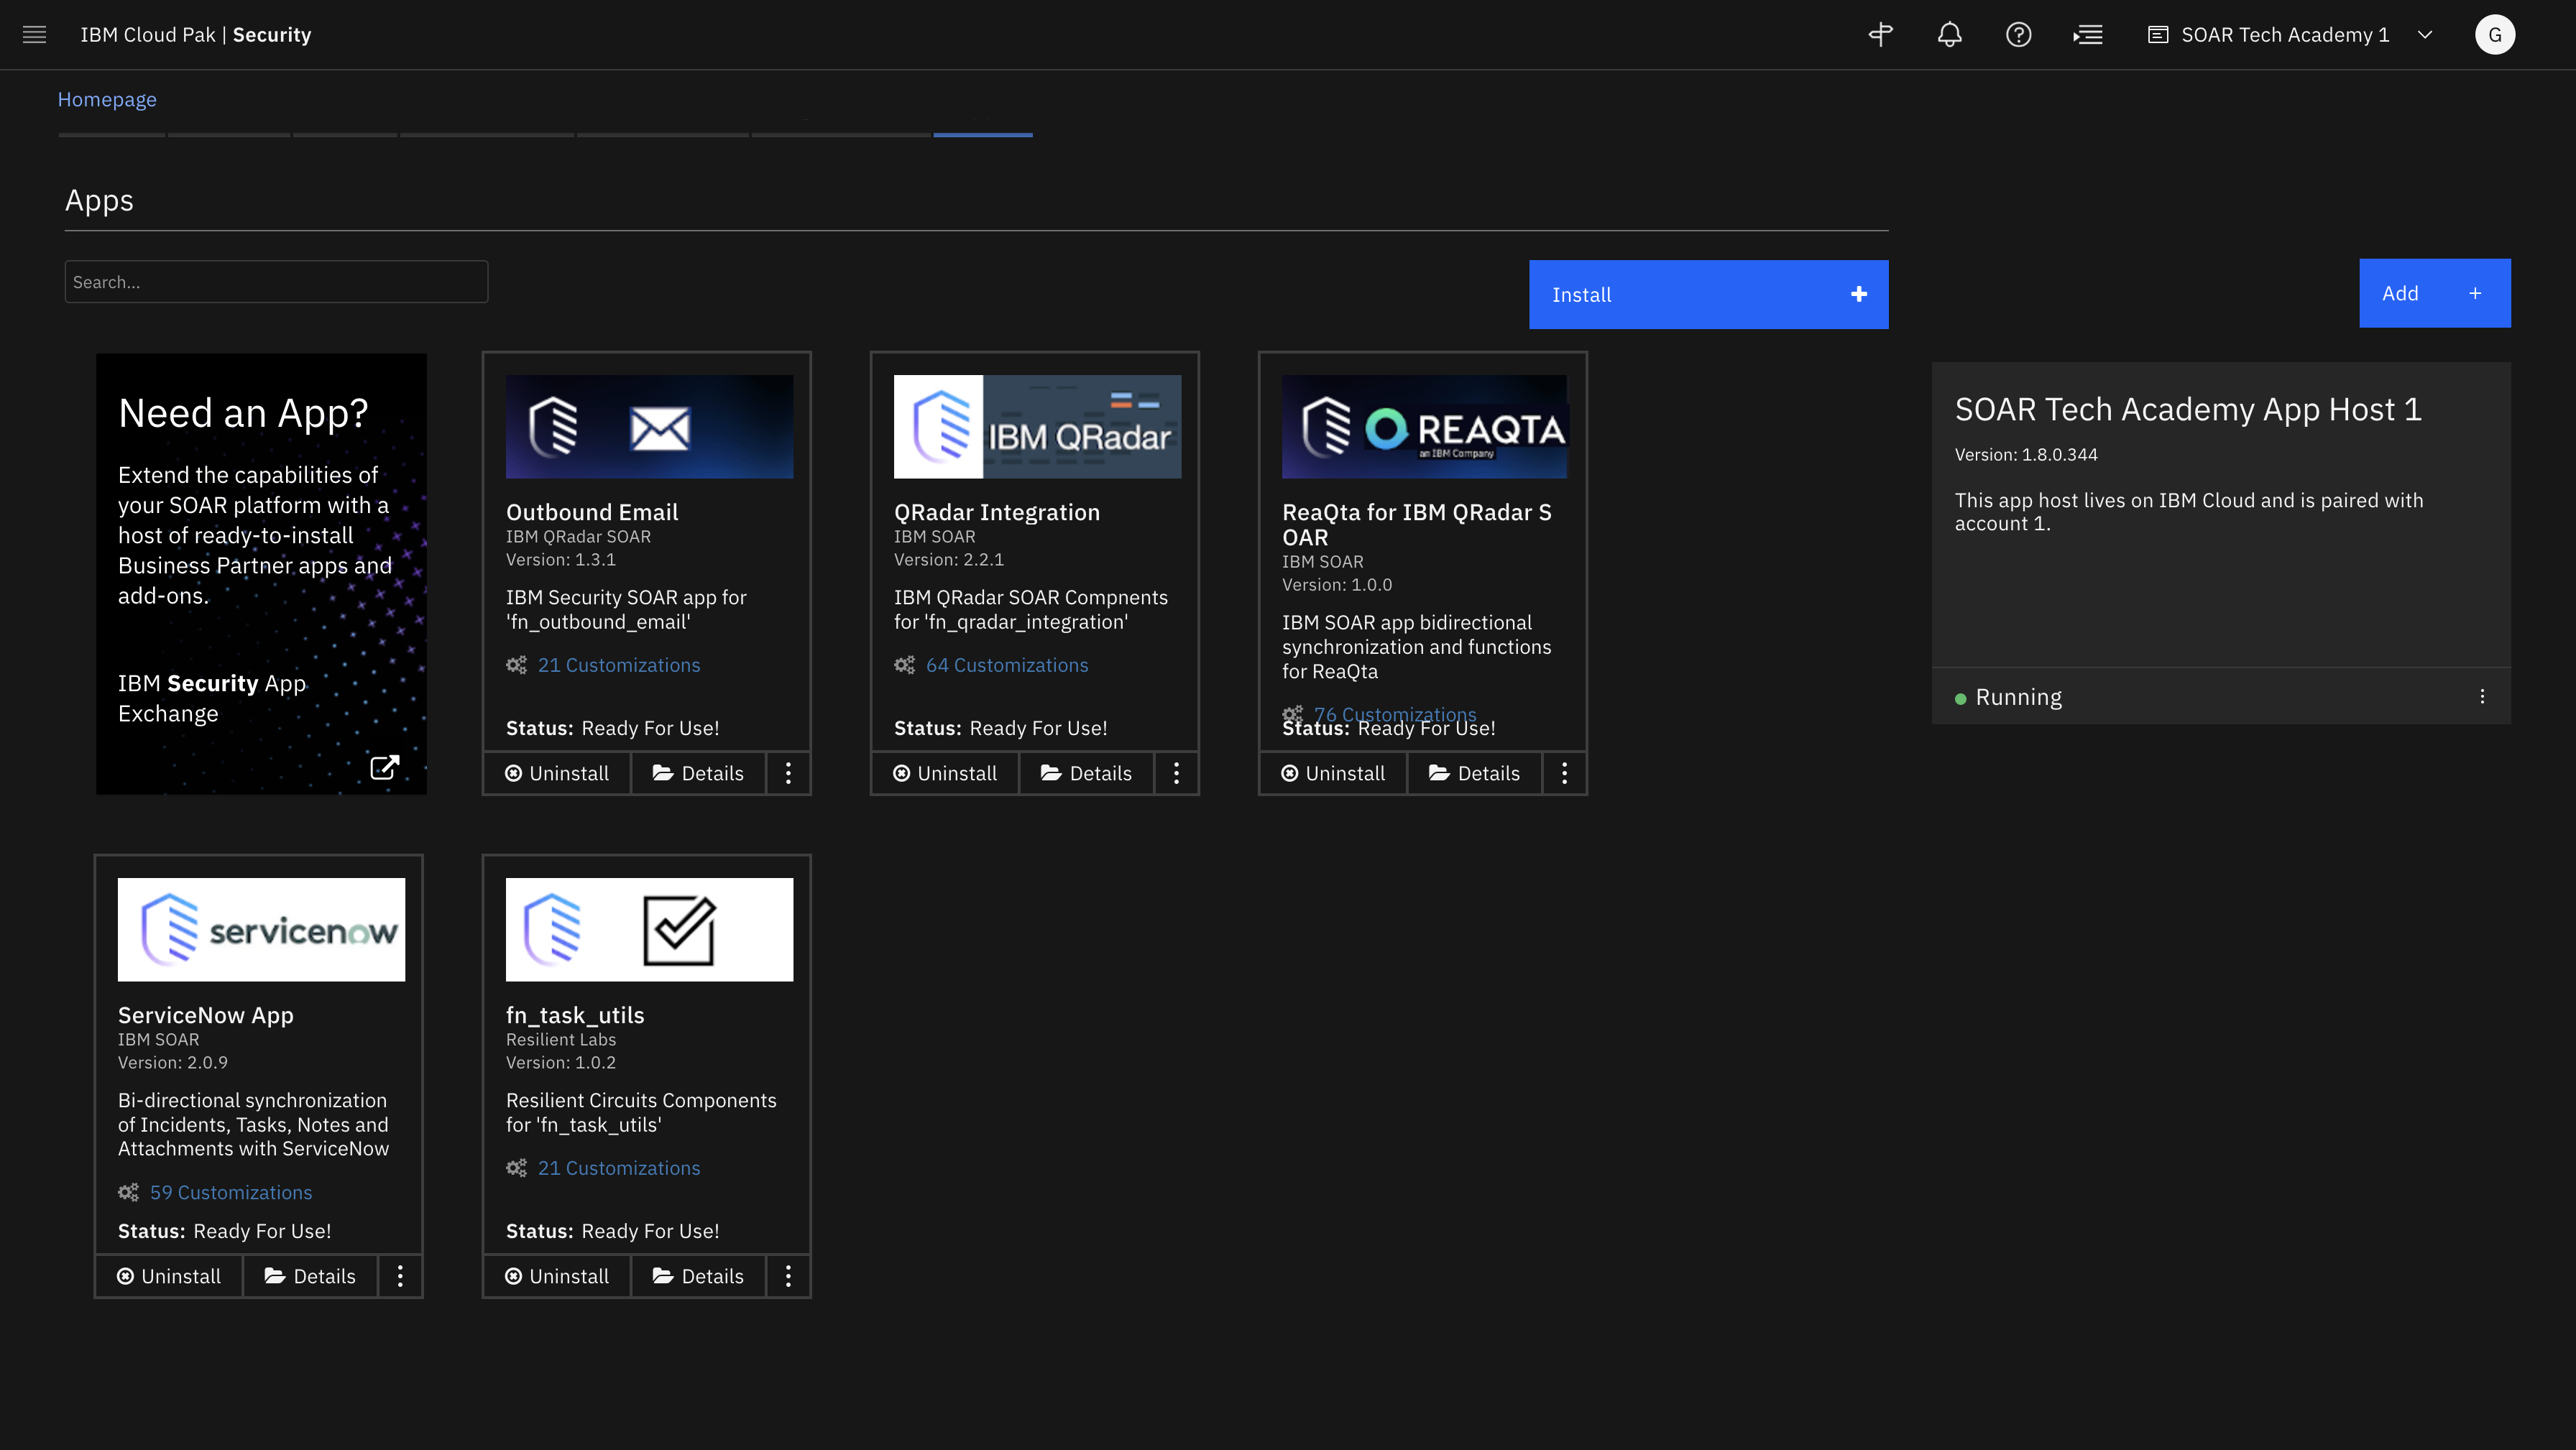 IBM Cloud Pak | Security
SOAR Tech Academy 1
G
Homepage
Apps
Search...
Install
Add
Need an App?
Extend the capabilities of
your SOAR platform with a
host of ready-to-install
Business Partner apps and
add-ons.
IBM Security App
Exchange
Outbound Email
IBM QRadar SOAR
Version: 1.3.1
IBM Security SOAR app for
'fn_outbound_email'
21 Customizations
Status: Ready For Use!
Uninstall
Details
IBM QRadar
QRadar Integration
IBM SOAR
Version: 2.2.1
IBM QRadar SOAR Compnents
for 'fn_qradar_integration'
64 Customizations
Status: Ready For Use!
Uninstall
Details
REAQTA
an IBM Company
ReaQta for IBM QRadar S
OAR
IBM SOAR
Version: 1.0.0
IBM SOAR app bidirectional
synchronization and functions
for ReaQta
76 Customizations
Status: Ready For Use!
Uninstall
Details
SOAR Tech Academy App Host 1
Version: 1.8.0.344
This app host lives on IBM Cloud and is paired with
account 1.
Running
servicenow
ServiceNow App
IBM SOAR
Version: 2.0.9
Bi-directional synchronization
of Incidents, Tasks, Notes and
Attachments with ServiceNow
59 Customizations
Status: Ready For Use!
Uninstall
Details
fn_task_utils
Resilient Labs
Version: 1.0.2
Resilient Circuits Components
for 'fn_task_utils'
21 Customizations
Status: Ready For Use!
Uninstall
Details